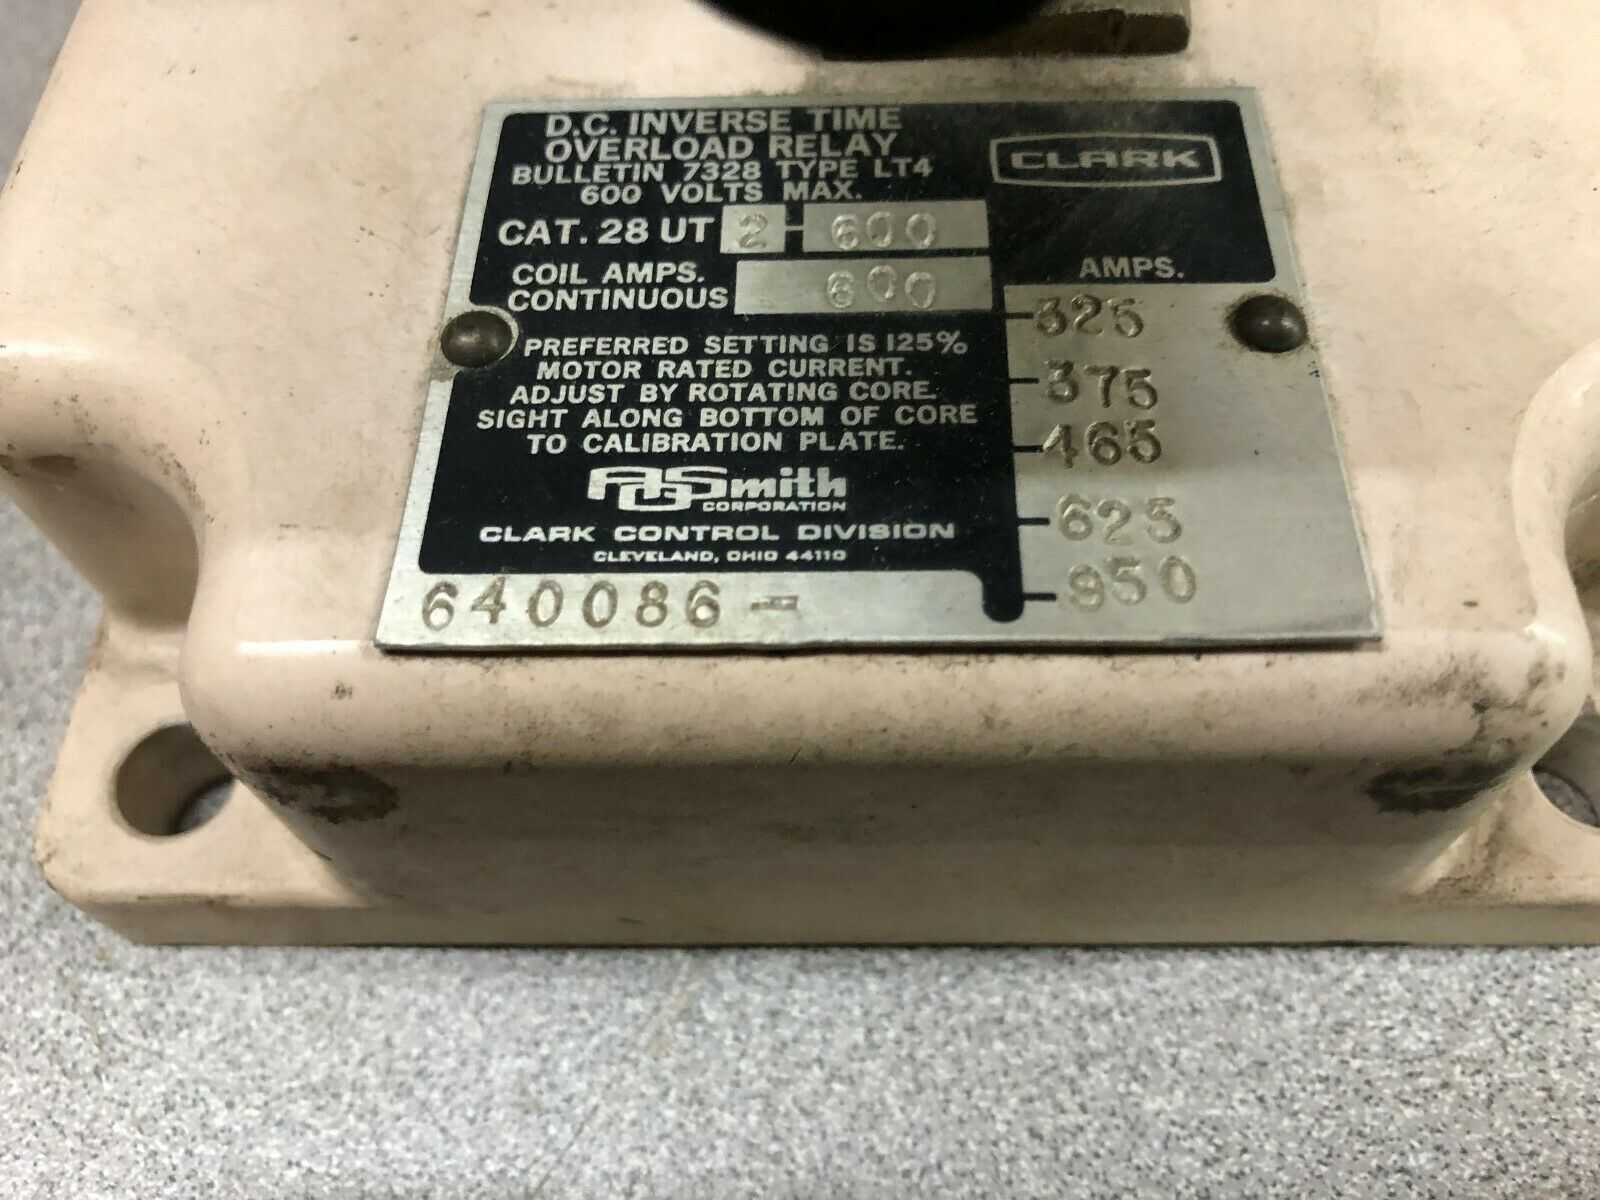 D.C. INVERSE TIME
OVERLOAD RELAY
BULLETIN 7328 TYPE LT4
600 VOLTS MAX.
CLARK
CAT. 28 UT 2-600
COIL AMPS.
CONTINUOUS 600
PREFERRED SETTING IS 125%
MOTOR RATED CURRENT.
ADJUST BY ROTATING CORE.
SIGHT ALONG BOTTOM OF CORE
TO CALIBRATION PLATE.
AOSmith
CORPORATION
CLARK CONTROL DIVISION
CLEVELAND, OHIO 44110
640086 -
AMPS.
325
375
465
625
950